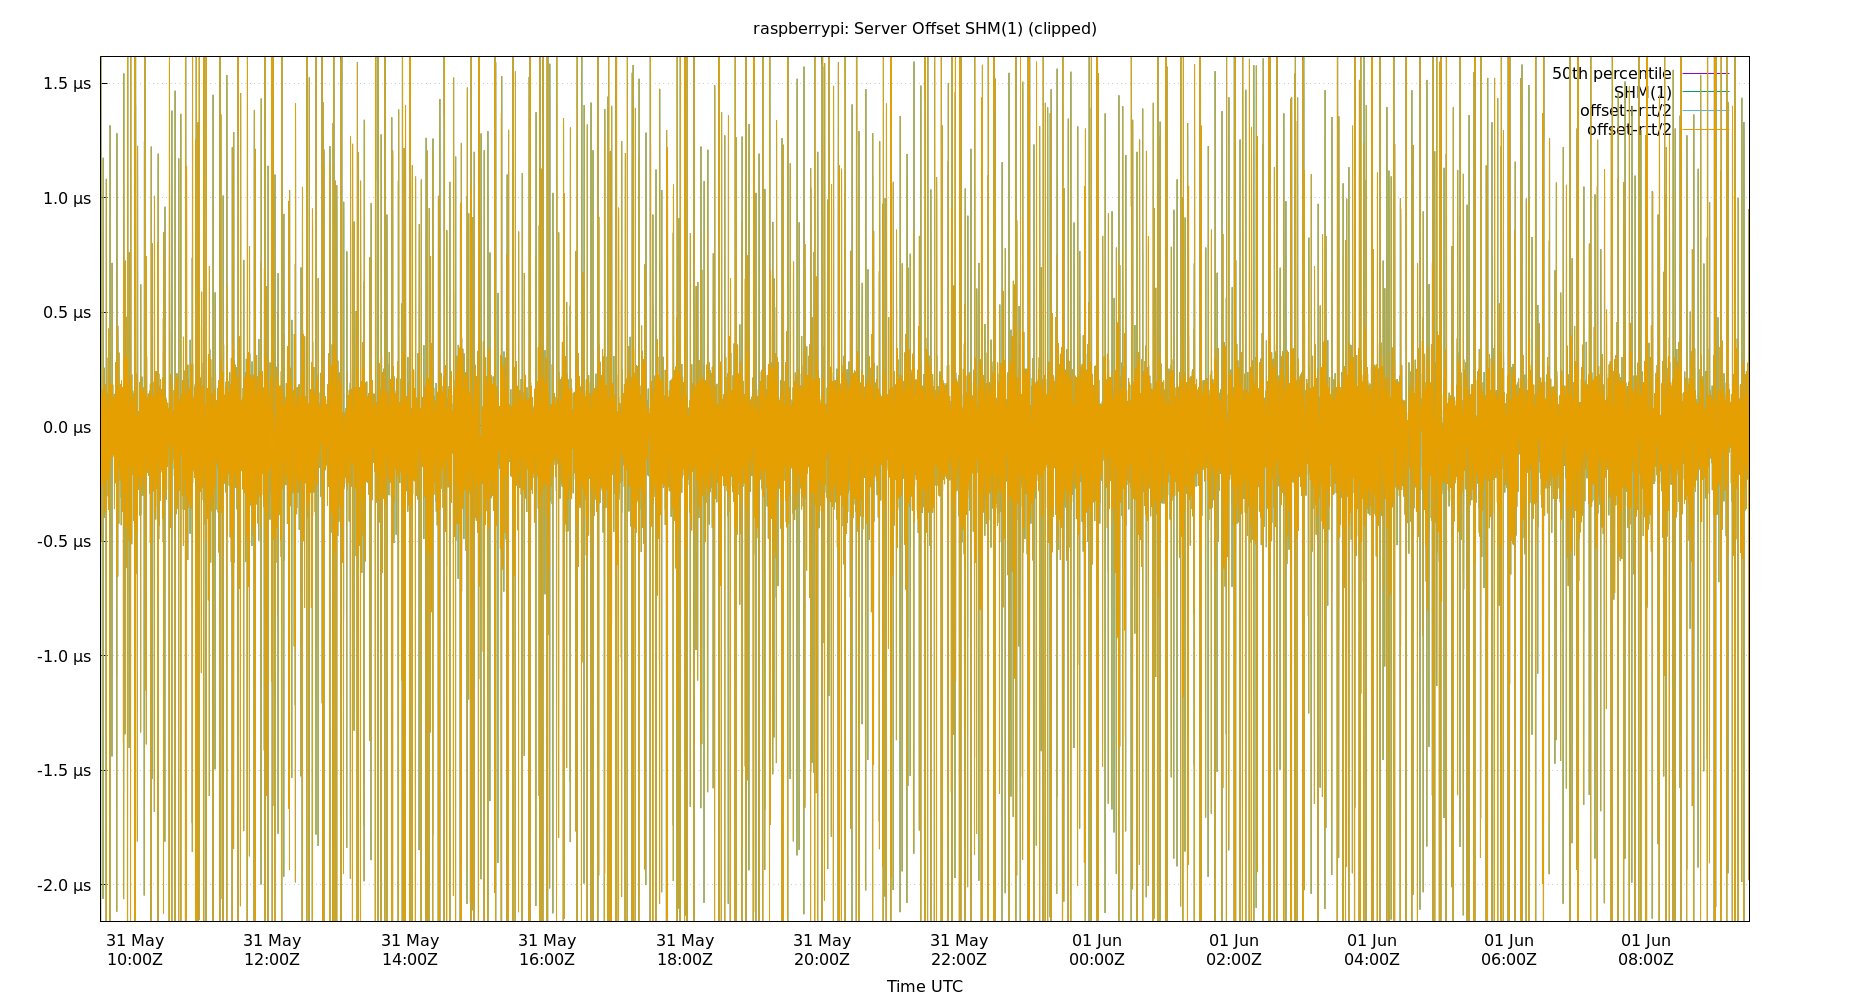 raspberrypi: Server Offset SHM(1) (clipped)
1.5 µs
1.0 µs
0.5 µs
0.0 µs
-0.5 µs
-1.0 µs
-1.5 µs
-2.0 µs
50th percentile
SHM(1)
offset+rtt/2
offset-rtt/2
31 May 31 May 31 May 31 May 31 May 31 May 31 May 01 Jun 01 Jun 01 Jun 01 Jun 01 Jun
10:00Z 12:00Z 14:00Z 16:00Z 18:00Z 20:00Z 22:00Z 00:00Z 02:00Z 04:00Z 06:00Z 08:00Z
Time UTC